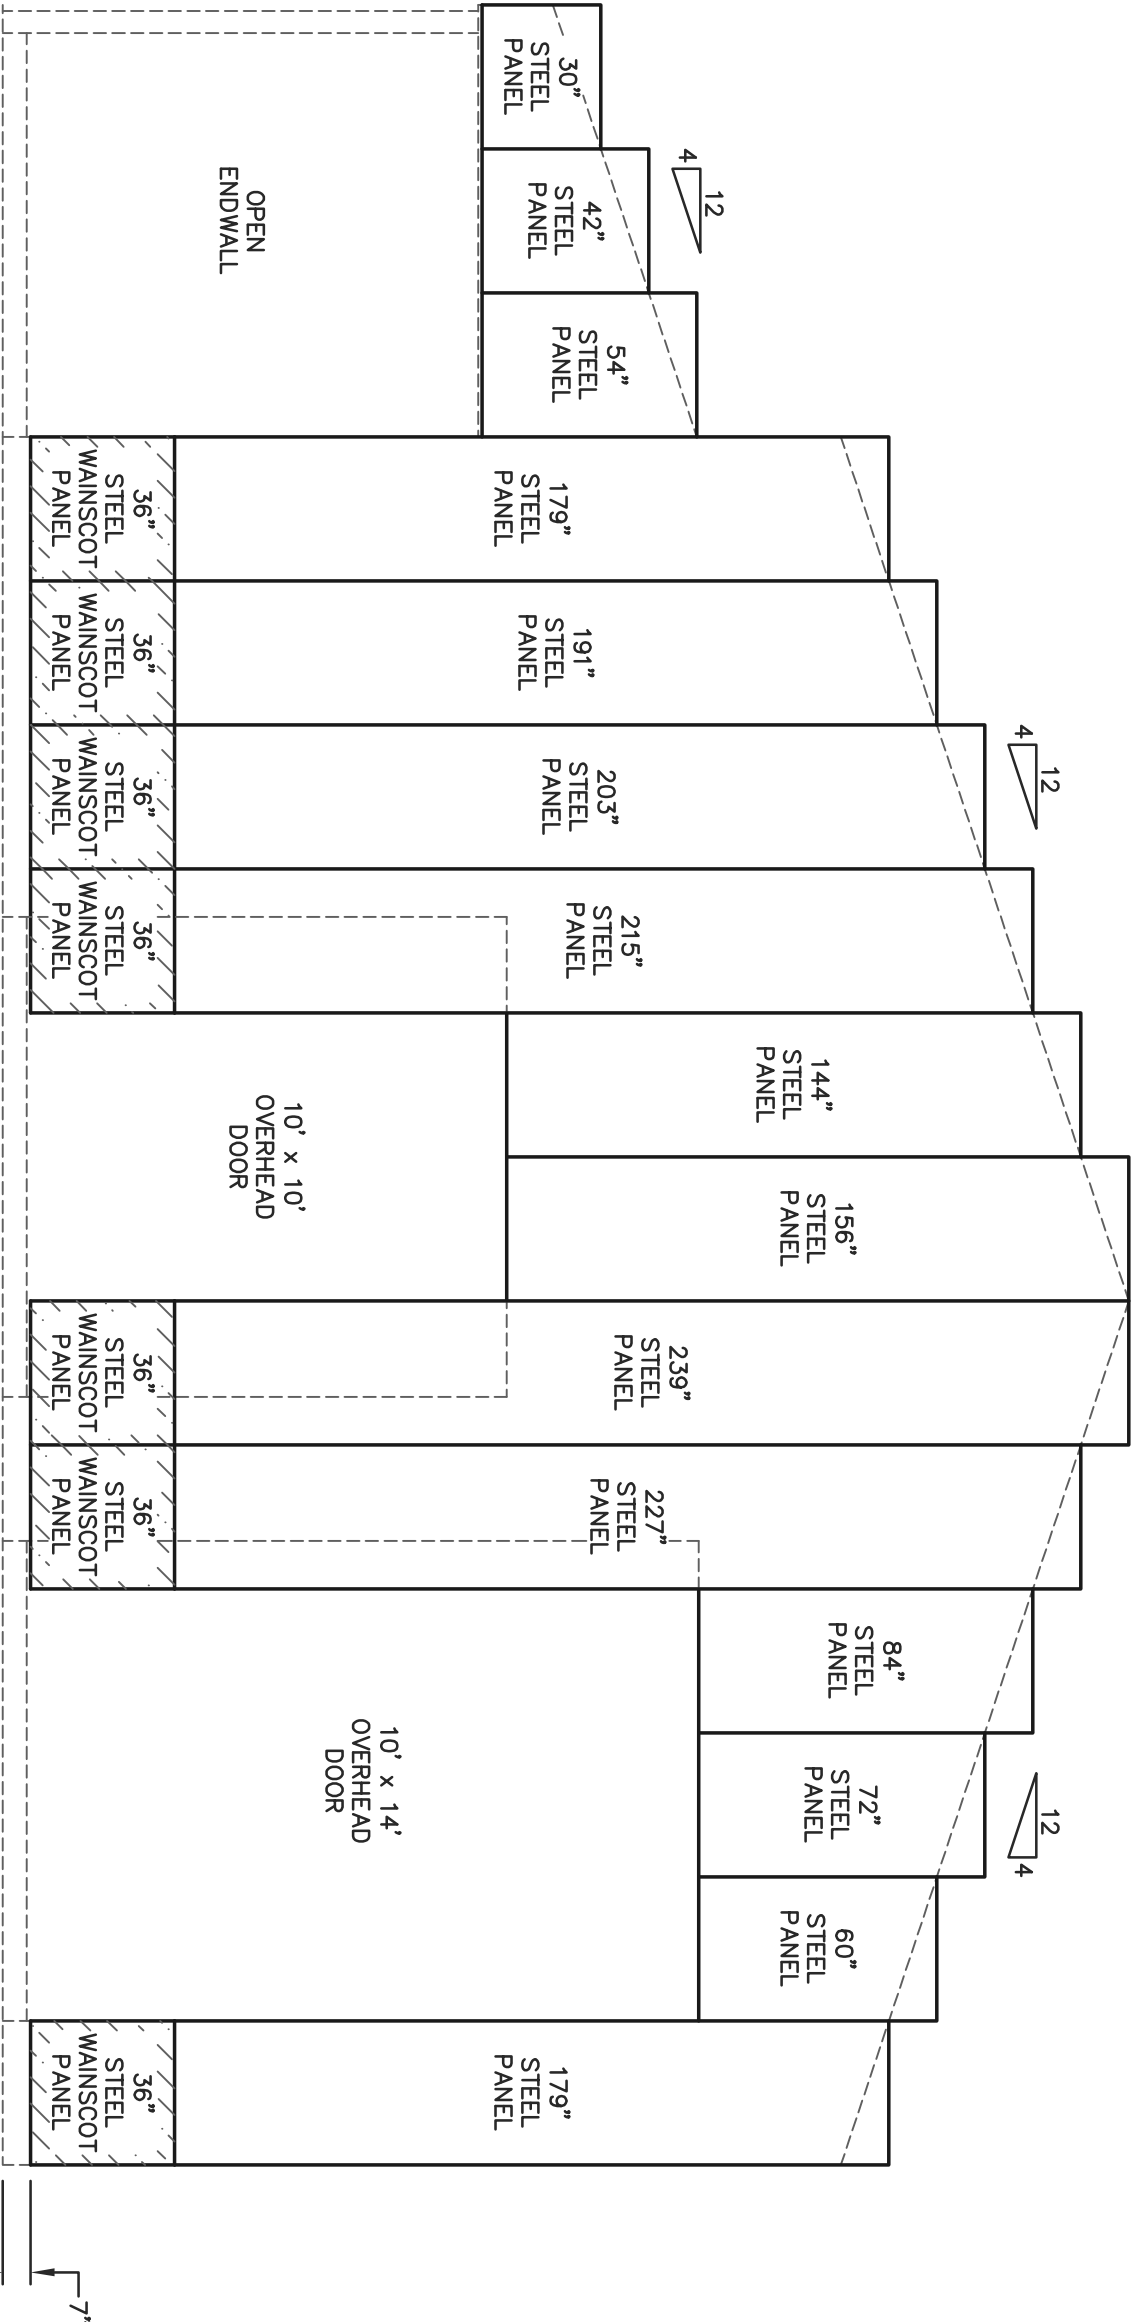 30"
STEEL
PANEL
4
12
42"
STEEL
PANEL
54"
STEEL
PANEL
OPEN
ENDWALL
179"
STEEL
PANEL
36"
STEEL
WAINSCOT
PANEL
191"
STEEL
PANEL
36"
STEEL
WAINSCOT
PANEL
4
12
203"
STEEL
PANEL
36"
STEEL
WAINSCOT
PANEL
215"
STEEL
PANEL
36"
STEEL
WAINSCOT
PANEL
144"
STEEL
PANEL
10' x 10'
OVERHEAD
DOOR
156"
STEEL
PANEL
239"
STEEL
PANEL
36"
STEEL
WAINSCOT
PANEL
227"
STEEL
PANEL
36"
STEEL
WAINSCOT
PANEL
84"
STEEL
PANEL
12
4
72"
STEEL
PANEL
10' x 14'
OVERHEAD
DOOR
60"
STEEL
PANEL
179"
STEEL
PANEL
36"
STEEL
WAINSCOT
PANEL
7"